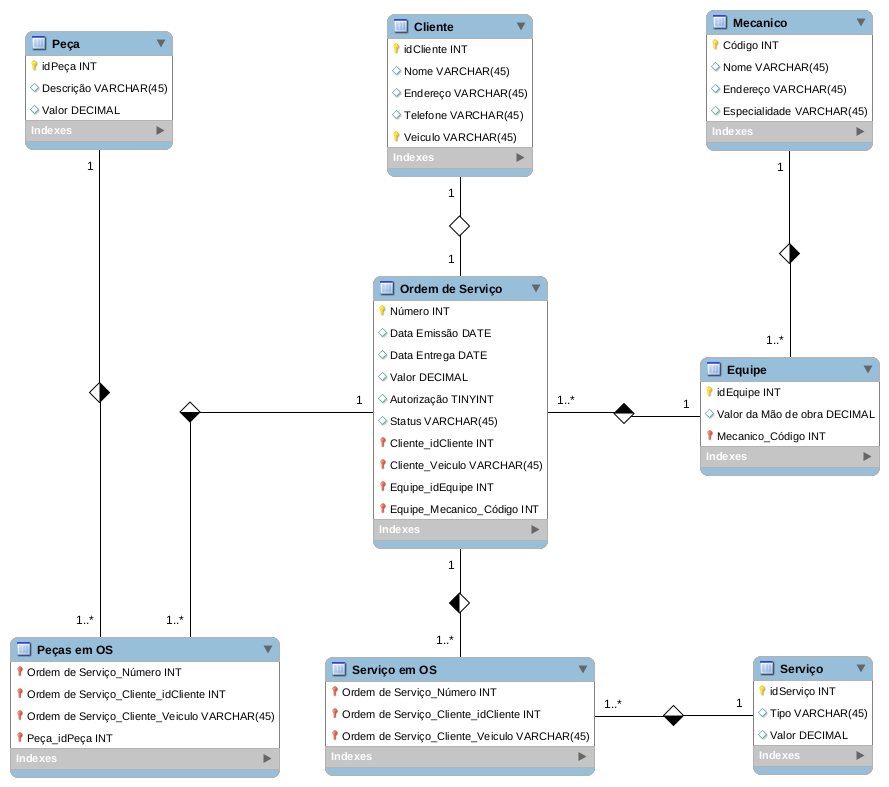 Peça
idPeça INT
Descrição VARCHAR(45)
Valor DECIMAL
Indexes
Cliente
idCliente INT
Nome VARCHAR(45)
Endereço VARCHAR(45)
Telefone VARCHAR(45)
Veiculo VARCHAR(45)
Indexes
Mecanico
Código INT
Nome VARCHAR(45)
Endereço VARCHAR(45)
Especialidade VARCHAR(45)
Indexes
1
1
1
1
1..*
Ordem de Serviço
Número INT
Data Emissão DATE
Data Entrega DATE
Valor DECIMAL
Autorização TINYINT
Status VARCHAR(45)
Cliente_idCliente INT
Cliente_Veiculo VARCHAR(45)
Equipe_idEquipe INT
Equipe_Mecanico_Código INT
Indexes
Equipe
idEquipe INT
Valor da Mão de obra DECIMAL
Mecanico_Código INT
Indexes
1
1..*
1
1
1..*
1..*
1..*
Peças em OS
Ordem de Serviço_Número INT
Ordem de Serviço_Cliente_idCliente INT
Ordem de Serviço_Cliente_Veiculo VARCHAR(45)
Peça_idPeça INT
Indexes
Serviço em OS
Ordem de Serviço_Número INT
Ordem de Serviço_Cliente_idCliente INT
Ordem de Serviço_Cliente_Veiculo VARCHAR(45)
Indexes
1..*
1
Serviço
idServiço INT
Tipo VARCHAR(45)
Valor DECIMAL
Indexes